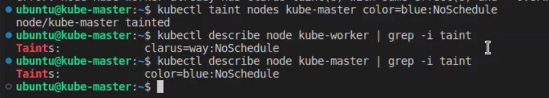 ubuntu@kube-master:~$ kubectl taint nodes kube-master color=blue:NoSchedule
node/kube-master tainted
ubuntu@kube-master:~$ kubectl describe node kube-worker | grep -i taint
Taints:             clarus=way:NoSchedule
ubuntu@kube-master:~$ kubectl describe node kube-master | grep -i taint
Taints:             color=blue:NoSchedule
ubuntu@kube-master:~$